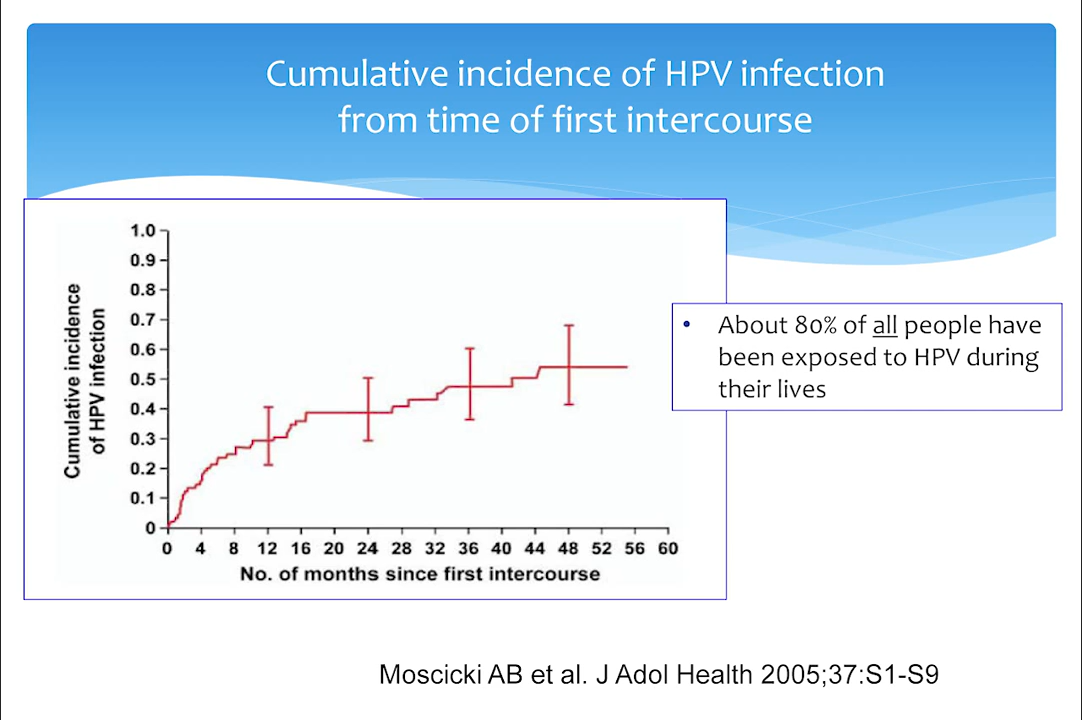 Cumulative incidence of HPV infection
from time of first intercourse
Cumulative incidence
of HPV infection
1.0
0.9
0.8
0.7
0.6
0.5
0.4
0.3
0.2
0.1
0
0 4 8 12 16 20 24 28 32 36 40 44 48 52 56 60
No. of months since first intercourse
• About 80% of all people have
been exposed to HPV during
their lives
Moscicki AB et al. J Adol Health 2005;37:S1-S9